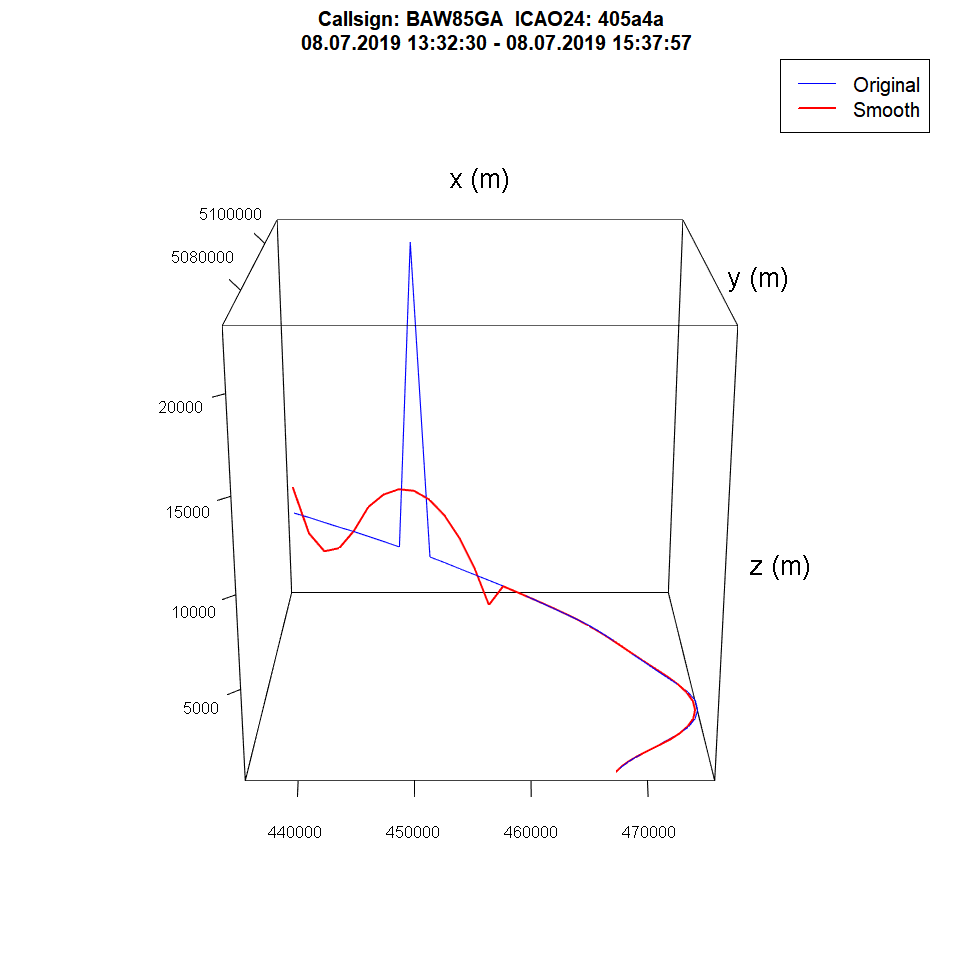 Callsign: BAW85GA  ICAO24: 405a4a
08.07.2019 13:32:30 - 08.07.2019 15:37:57
Original
Smooth
x (m)
5100000
5080000
y (m)
20000
15000
z (m)
10000
5000
440000 450000 460000 470000